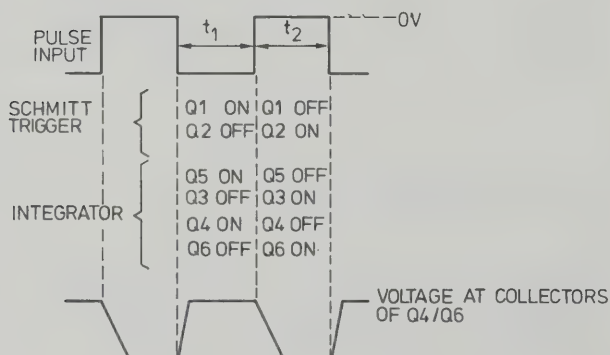 PULSE
INPUT
t1
t2
0V
SCHMITT
TRIGGER
Q1 ON
Q1 OFF
Q2 OFF
Q2 ON
INTEGRATOR
Q5 ON
Q5 OFF
Q3 OFF
Q3 ON
Q4 ON
Q4 OFF
Q6 OFF
Q6 ON
VOLTAGE AT COLLECTORS
OF Q4/Q6